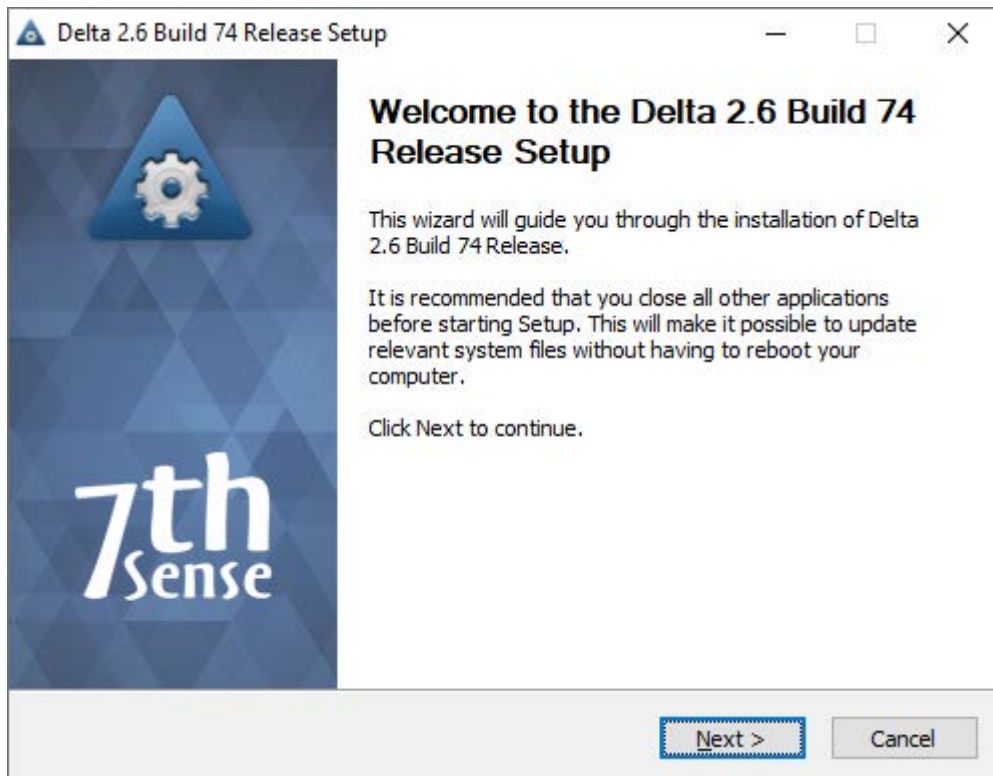 Delta 2.6 Build 74 Release Setup
Welcome to the Delta 2.6 Build 74
Release Setup
This wizard will guide you through the installation of Delta
2.6 Build 74 Release.
It is recommended that you close all other applications
before starting Setup. This will make it possible to update
relevant system files without having to reboot your
computer.
Click Next to continue.
7th
Sense
Next >
Cancel